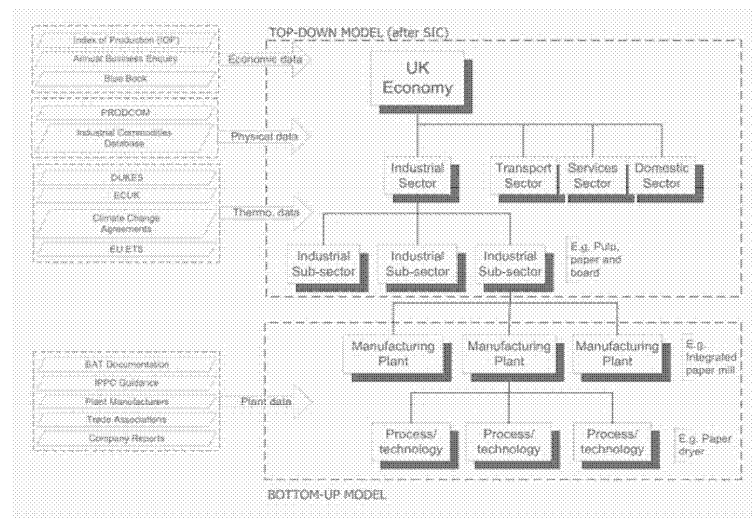 TOP-DOWN MODEL (after SIC)
Index of Production (IOP)
Annual Business Enquiry
Blue Book
Economic data
UK
Economy
PRODCOM
Industrial Commodities
Database
Physical data
Industrial
Sector
Transport
Sector
Services
Sector
Domestic
Sector
DUKES
ECUK
Climate Change
Agreements
EU ETS
Thermo. data
Industrial
Sub-sector
Industrial
Sub-sector
Industrial
Sub-sector
E.g. Pulp,
paper and
board
Manufacturing
Plant
Manufacturing
Plant
Manufacturing
Plant
E.g.
Integrated
paper mill
BAT Documentation
IPPC Guidance
Plant Manufacturers
Trade Associations
Company Reports
Plant data
Process/
technology
Process/
technology
Process/
technology
E.g. Paper
dryer
BOTTOM-UP MODEL